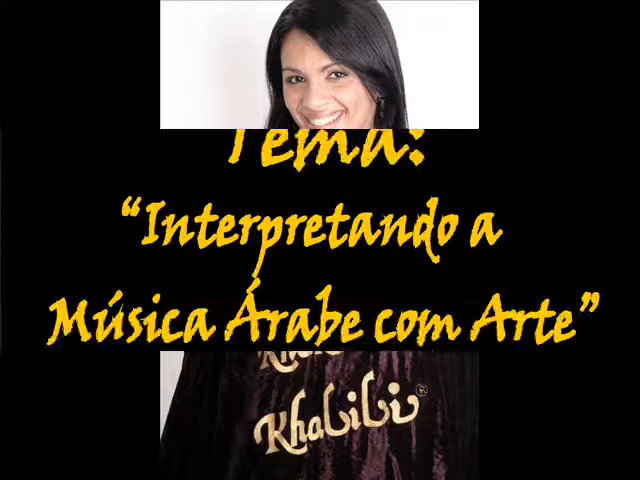 Tema:
“Interpretando a
Música Árabe com Arte”
Khalili®